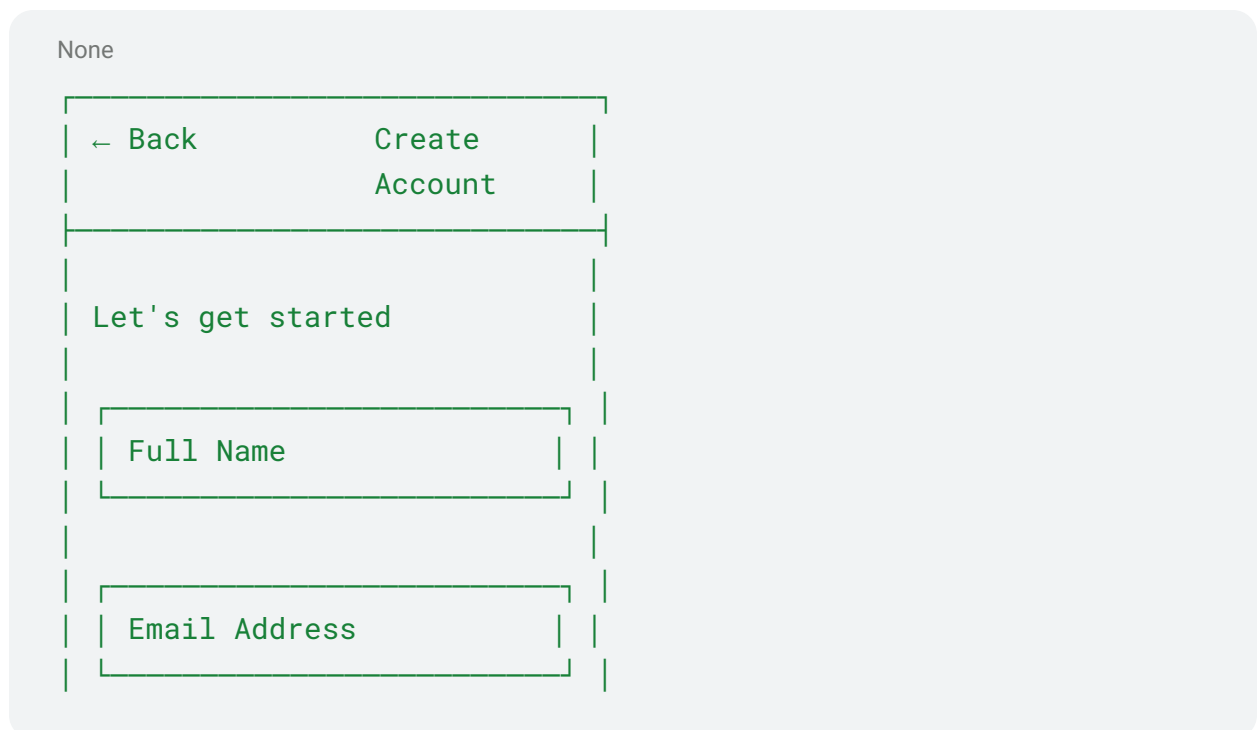 None
← Back Create
Account
Let's get started
Full Name
Email Address